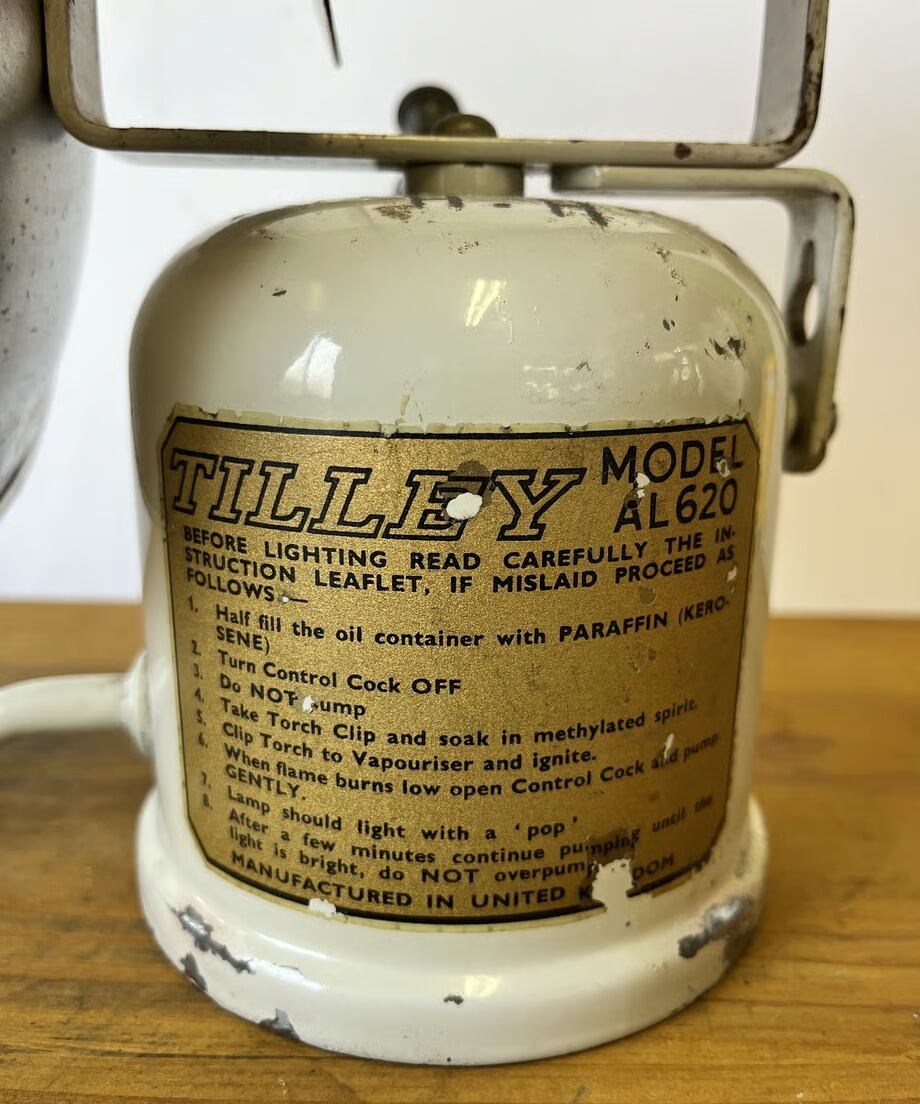 TILLEY MODEL
AL620
BEFORE LIGHTING READ CAREFULLY THE IN-
STRUCTION LEAFLET, IF MISLAID PROCEED AS
FOLLOWS:—
1. Half fill the oil container with PARAFFIN (KERO-
SENE)
2. Turn Control Cock OFF
3. Do NOT ump
4. Take Torch Clip and soak in methylated spirit.
5. Clip Torch to Vapouriser and ignite.
6. When flame burns low open Control Cock and pump
GENTLY.
7. Lamp should light with a 'pop'
8. After a few minutes continue pumping until the
light is bright, do NOT overpump
MANUFACTURED IN UNITED K DOM